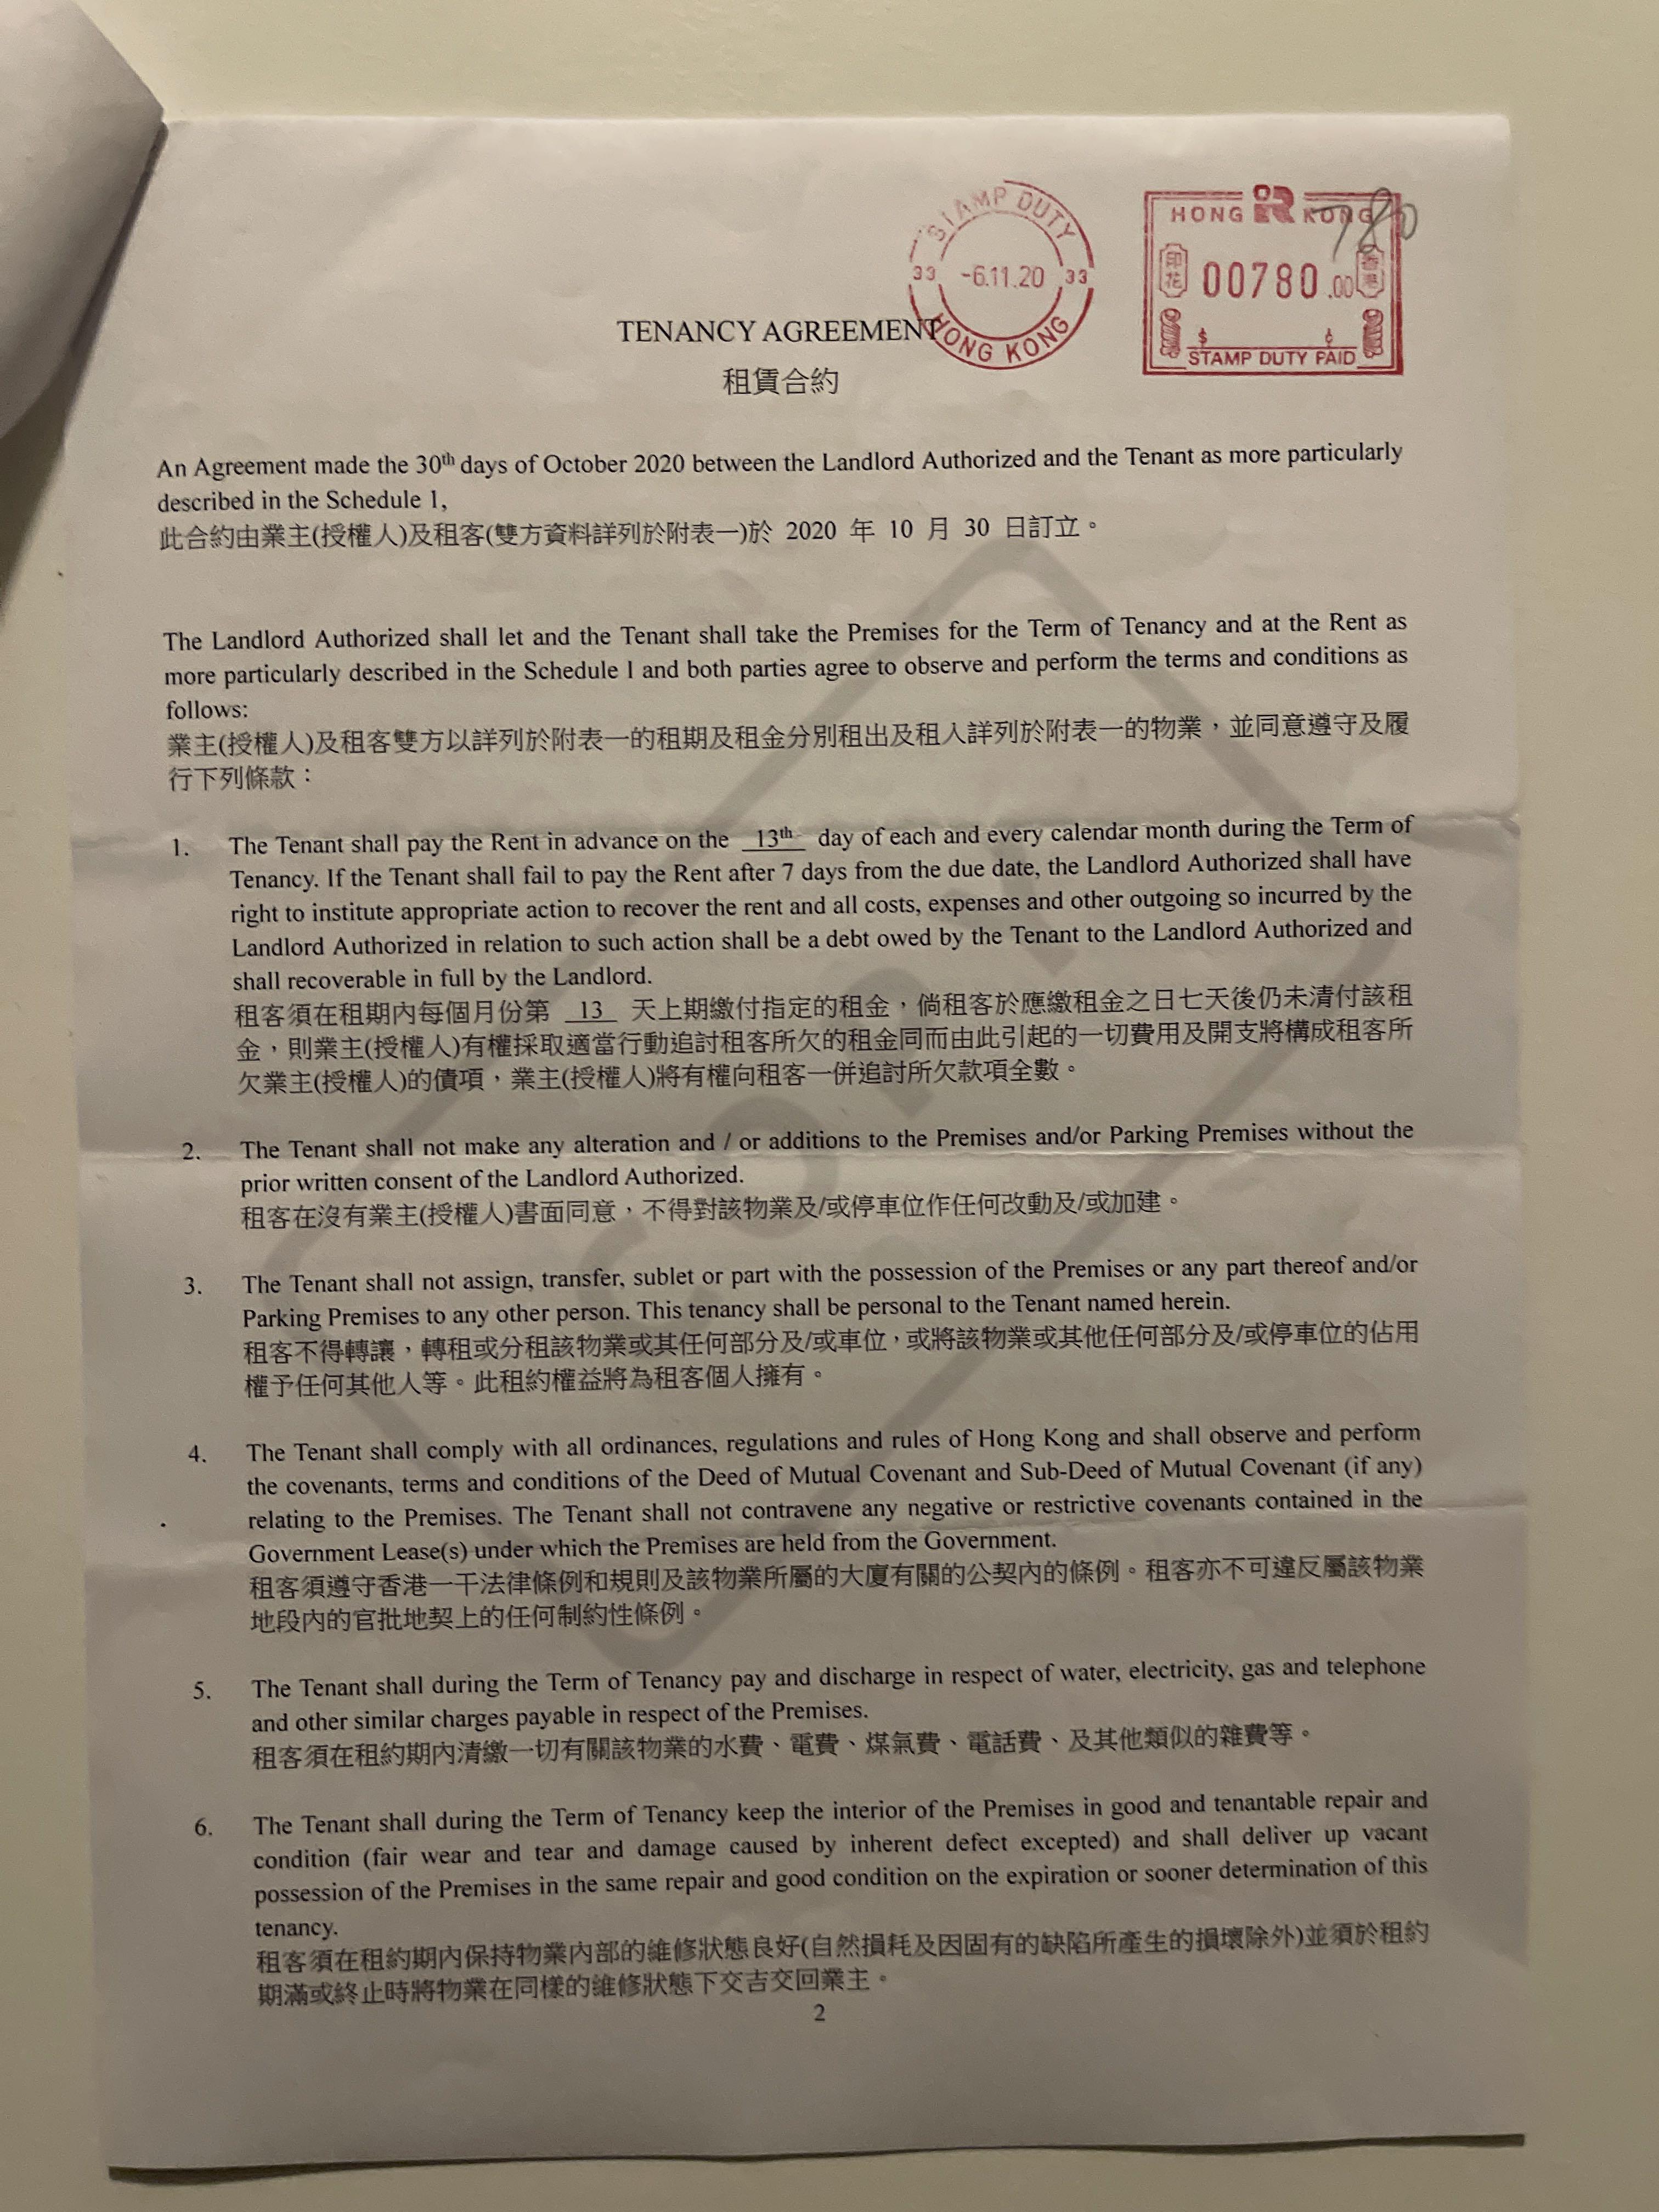 STAMP DUTY
33 -6.11.20 33
HONG KONG
HONG KONG
780
印花 00780.00 香港
$ ¢
STAMP DUTY PAID
TENANCY AGREEMENT
租賃合約
An Agreement made the 30th days of October 2020 between the Landlord Authorized and the Tenant as more particularly
described in the Schedule I,
此合約由業主(授權人)及租客(雙方資料詳列於附表一)於 2020 年 10 月 30 日訂立。
The Landlord Authorized shall let and the Tenant shall take the Premises for the Term of Tenancy and at the Rent as
more particularly described in the Schedule I and both parties agree to observe and perform the terms and conditions as
follows:
業主(授權人)及租客雙方以詳列於附表一的租期及租金分別租出及租入詳列於附表一的物業，並同意遵守及履
行下列條款：
1. The Tenant shall pay the Rent in advance on the 13th day of each and every calendar month during the Term of
Tenancy. If the Tenant shall fail to pay the Rent after 7 days from the due date, the Landlord Authorized shall have
right to institute appropriate action to recover the rent and all costs, expenses and other outgoing so incurred by the
Landlord Authorized in relation to such action shall be a debt owed by the Tenant to the Landlord Authorized and
shall recoverable in full by the Landlord.
租客須在租期內每個月份第 13 天上期繳付指定的租金，倘租客於應繳租金之日七天後仍未清付該租
金，則業主(授權人)有權採取適當行動追討租客所欠的租金同而由此引起的一切費用及開支將構成租客所
欠業主(授權人)的債項，業主(授權人)將有權向租客一併追討所欠款項全數。
2. The Tenant shall not make any alteration and / or additions to the Premises and/or Parking Premises without the
prior written consent of the Landlord Authorized.
租客在沒有業主(授權人)書面同意，不得對該物業及/或停車位作任何改動及/或加建。
3. The Tenant shall not assign, transfer, sublet or part with the possession of the Premises or any part thereof and/or
Parking Premises to any other person. This tenancy shall be personal to the Tenant named herein.
租客不得轉讓，轉租或分租該物業或其任何部分及/或車位，或將該物業或其他任何部分及/或停車位的佔用
權予任何其他人等。此租約權益將為租客個人擁有。
4. The Tenant shall comply with all ordinances, regulations and rules of Hong Kong and shall observe and perform
the covenants, terms and conditions of the Deed of Mutual Covenant and Sub-Deed of Mutual Covenant (if any)
relating to the Premises. The Tenant shall not contravene any negative or restrictive covenants contained in the
Government Lease(s) under which the Premises are held from the Government.
租客須遵守香港一干法律條例和規則及該物業所屬的大廈有關的公契內的條例。租客亦不可違反屬該物業
地段內的官批地契上的任何制約性條例。
5. The Tenant shall during the Term of Tenancy pay and discharge in respect of water, electricity, gas and telephone
and other similar charges payable in respect of the Premises.
租客須在租約期內清繳一切有關該物業的水費、電費、煤氣費、電話費、及其他類似的雜費等。
6. The Tenant shall during the Term of Tenancy keep the interior of the Premises in good and tenantable repair and
condition (fair wear and tear and damage caused by inherent defect excepted) and shall deliver up vacant
possession of the Premises in the same repair and good condition on the expiration or sooner determination of this
tenancy.
租客須在租約期內保持物業內部的維修狀態良好(自然損耗及因固有的缺陷所產生的損壞除外)並須於租約
期滿或終止時將物業在同樣的維修狀態下交吉交回業主。
2
COPY